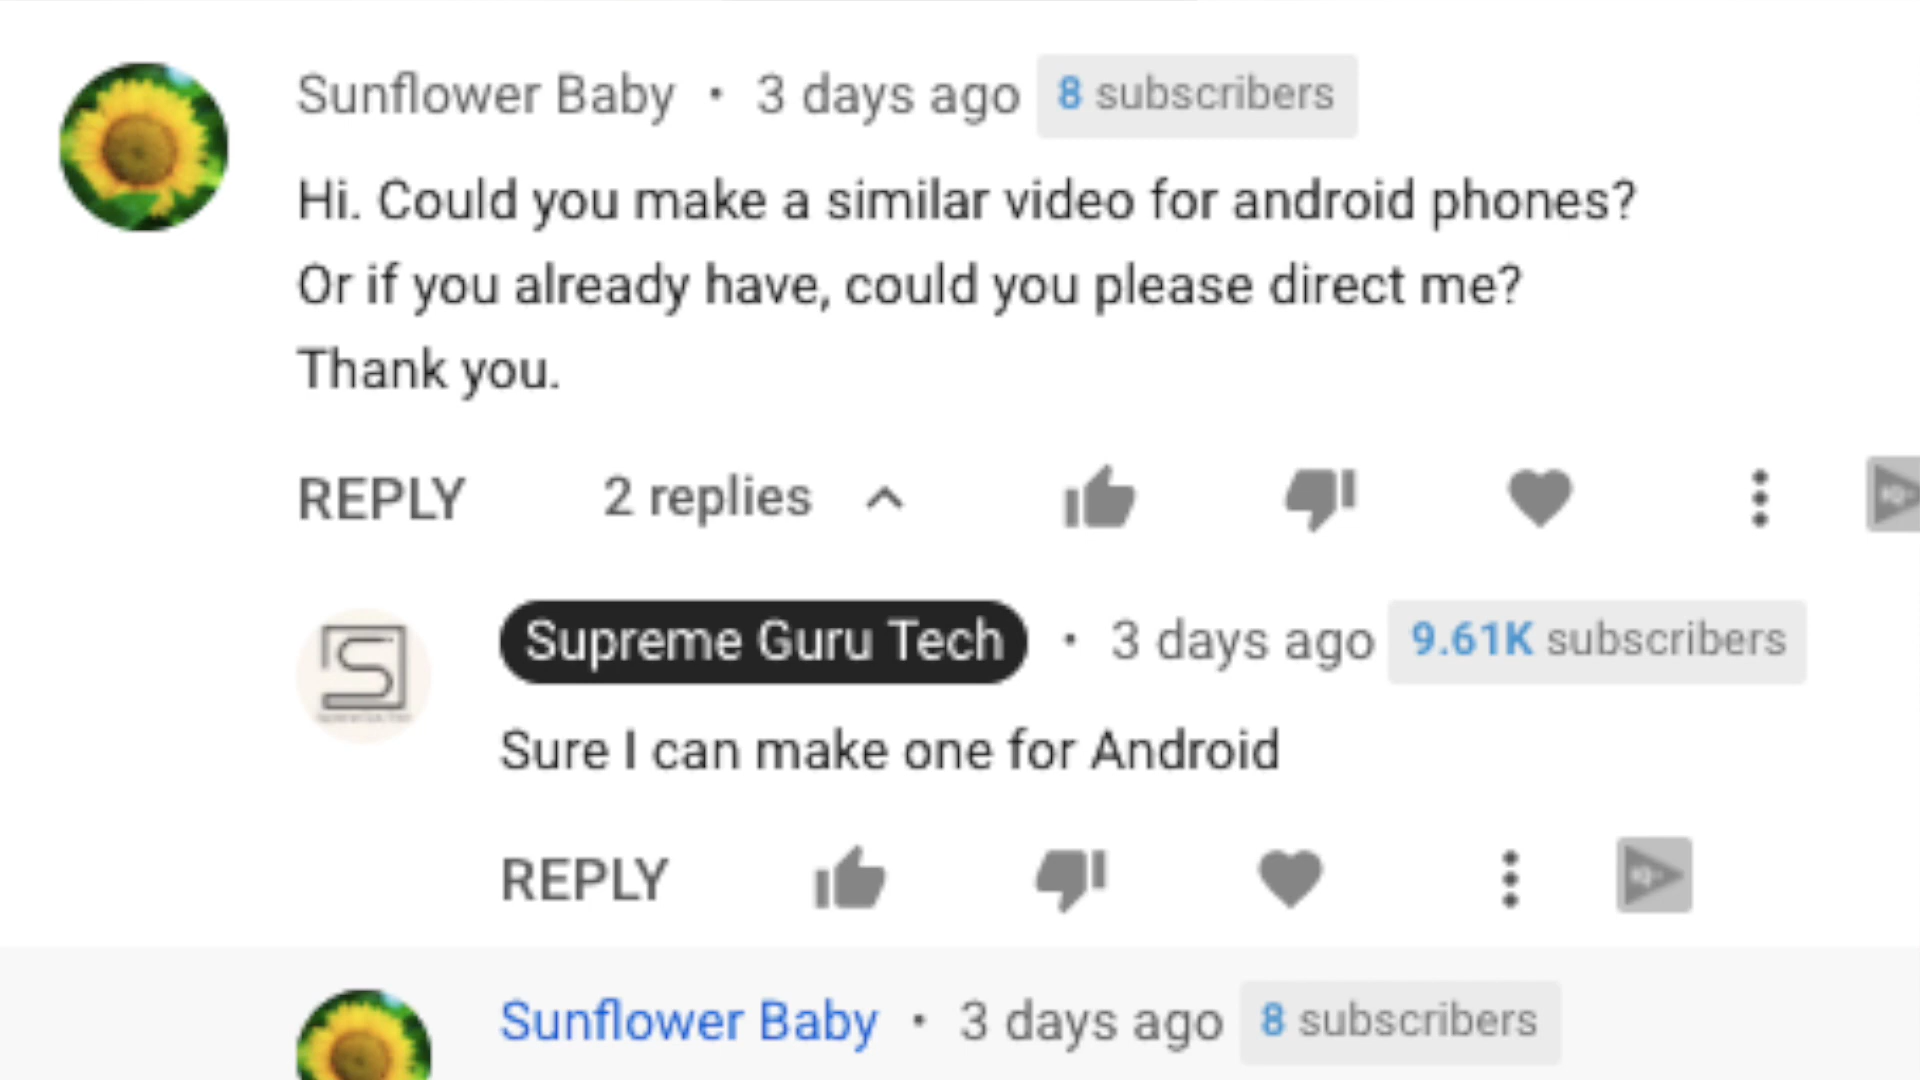 Sunflower Baby • 3 days ago 8 subscribers
Hi. Could you make a similar video for android phones?
Or if you already have, could you please direct me?
Thank you.
REPLY 2 replies
Supreme Guru Tech • 3 days ago 9.61K subscribers
Sure I can make one for Android
REPLY
Sunflower Baby • 3 days ago 8 subscribers